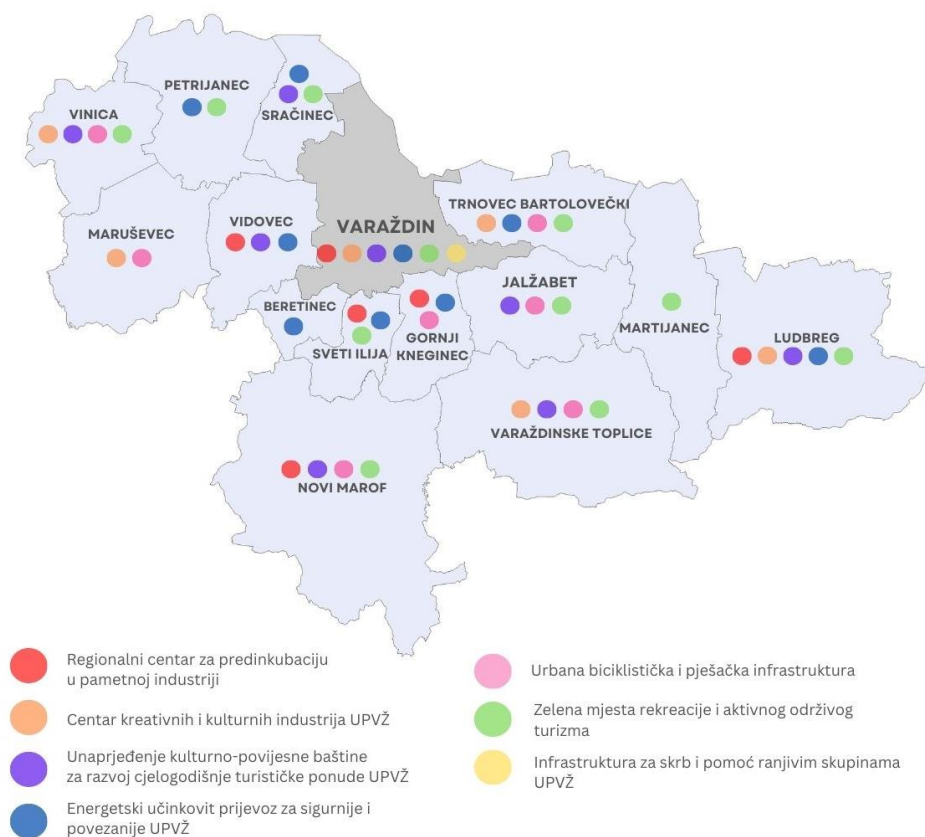 PETRIJANEC
SRAČINEC
VINICA
TRNOVEC BARTOLOVEČKI
VIDOVEC
VARAŽDIN
MARUŠEVEC
JALŽABET
BERETINEC
MARTIJANEC
GORNJI
KNEGINEC
LUDBREG
SVETI ILIJA
VARAŽDINSKE TOPLICE
NOVI MAROF
Regionalni centar za predinkubaciju
u pametnoj industriji
Centar kreativnih i kulturnih industrija UPVŽ
Unaprjeđenje kulturno-povijesne baštine
za razvoj cjelogodišnje turističke ponude UPVŽ
Energetski učinkovit prijevoz za sigurnije i
povezanije UPVŽ
Urbana biciklistička i pješačka infrastruktura
Zelena mjesta rekreacije i aktivnog održivog
turizma
Infrastruktura za skrb i pomoć ranjivim skupinama
UPVŽ